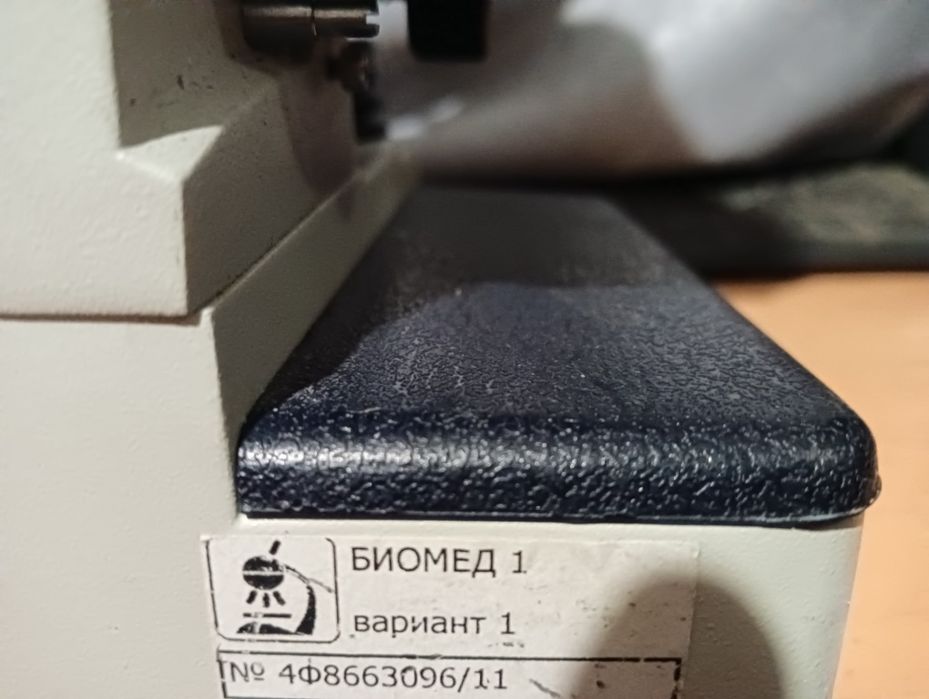 БИОМЕД 1
вариант 1
№ 4Ф8663096/11